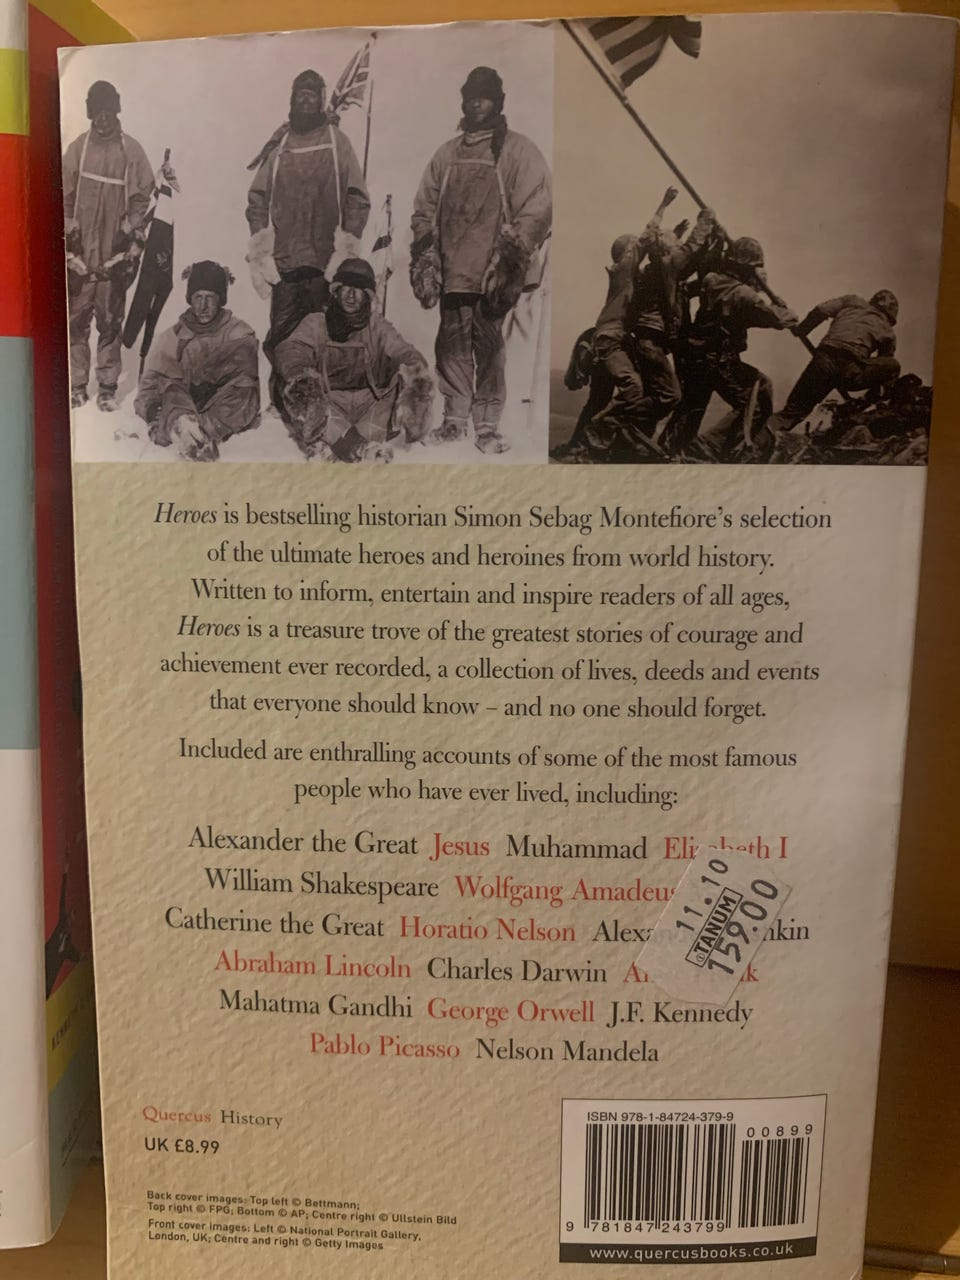 Heroes is bestselling historian Simon Sebag Montefiore's selection
of the ultimate heroes and heroines from world history.
Written to inform, entertain and inspire readers of all ages,
Heroes is a treasure trove of the greatest stories of courage and
achievement ever recorded, a collection of lives, deeds and events
that everyone should know – and no one should forget.
Included are enthralling accounts of some of the most famous
people who have ever lived, including:
Alexander the Great Jesus Muhammad I
William Shakespeare Wolfgang
Catherine the Great Horatio Nelson
Abraham Lincoln Charles Darwin
Mahatma Gandhi George Orwell J.F. Kennedy
Pablo Picasso Nelson Mandela
11.10
TANUM
159.00
Quercus History
UK £8.99
Back cover images: Top left © Bettmann;
Top right © FPG; Bottom © AP; Centre right © Ullstein Bild
Front cover images: Left © National Portrait Gallery,
London, UK; Centre and right © Getty Images
ISBN 978-1-84724-379-9
00899
9 781847 243799
www.quercusbooks.co.uk